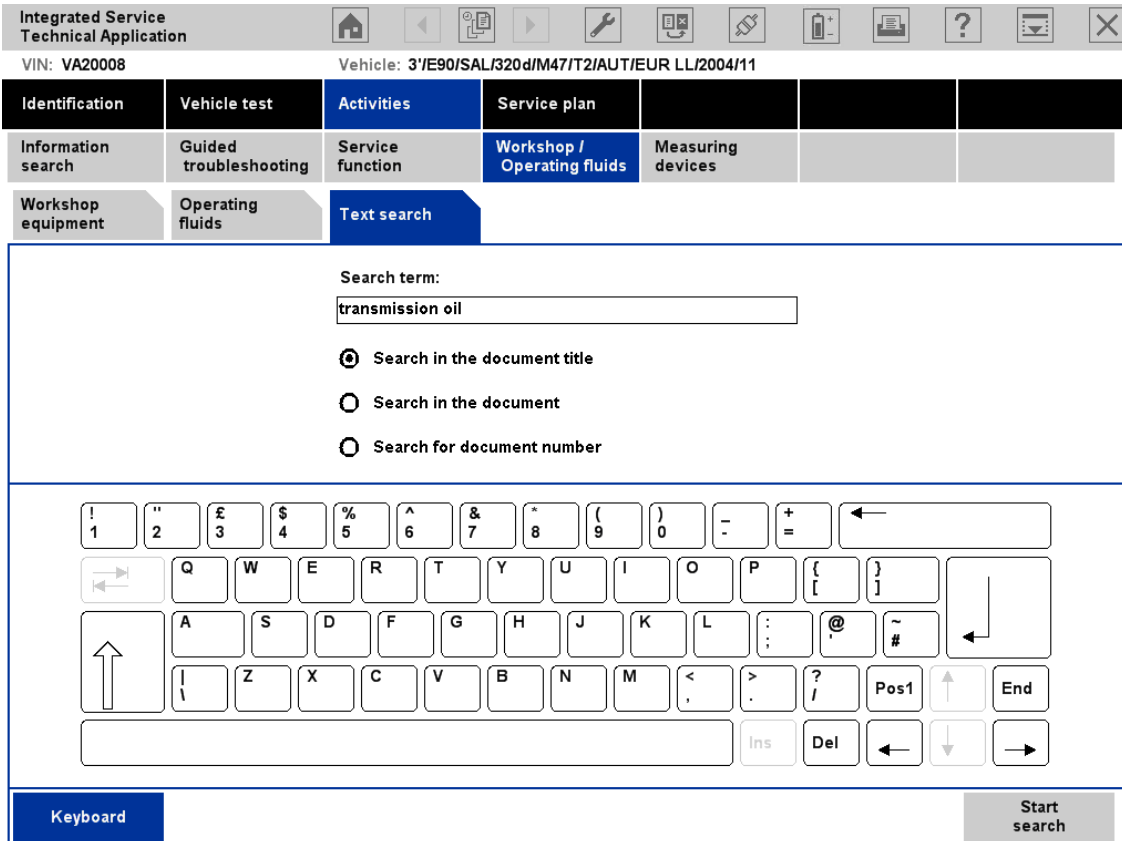 Integrated Service
Technical Application
?
VIN: VA20008
Vehicle: 3'/E90/SAL/320d/M47/T2/AUT/EUR LL/2004/11
Identification
Vehicle test
Activities
Service plan
Information
search
Guided
troubleshooting
Service
function
Workshop /
Operating fluids
Measuring
devices
Workshop
equipment
Operating
fluids
Text search
Search term:
transmission oil
Search in the document title
Search in the document
Search for document number
! " £ $ % ^ & * ( ) _ +
1 2 3 4 5 6 7 8 9 0 - =
Q W E R T Y U I O P { }
[ ]
A S D F G H J K L : @ ~
; ' #
| Z X C V B N M < > ?
\ , . / Pos1 End
Ins Del
Keyboard
Start
search